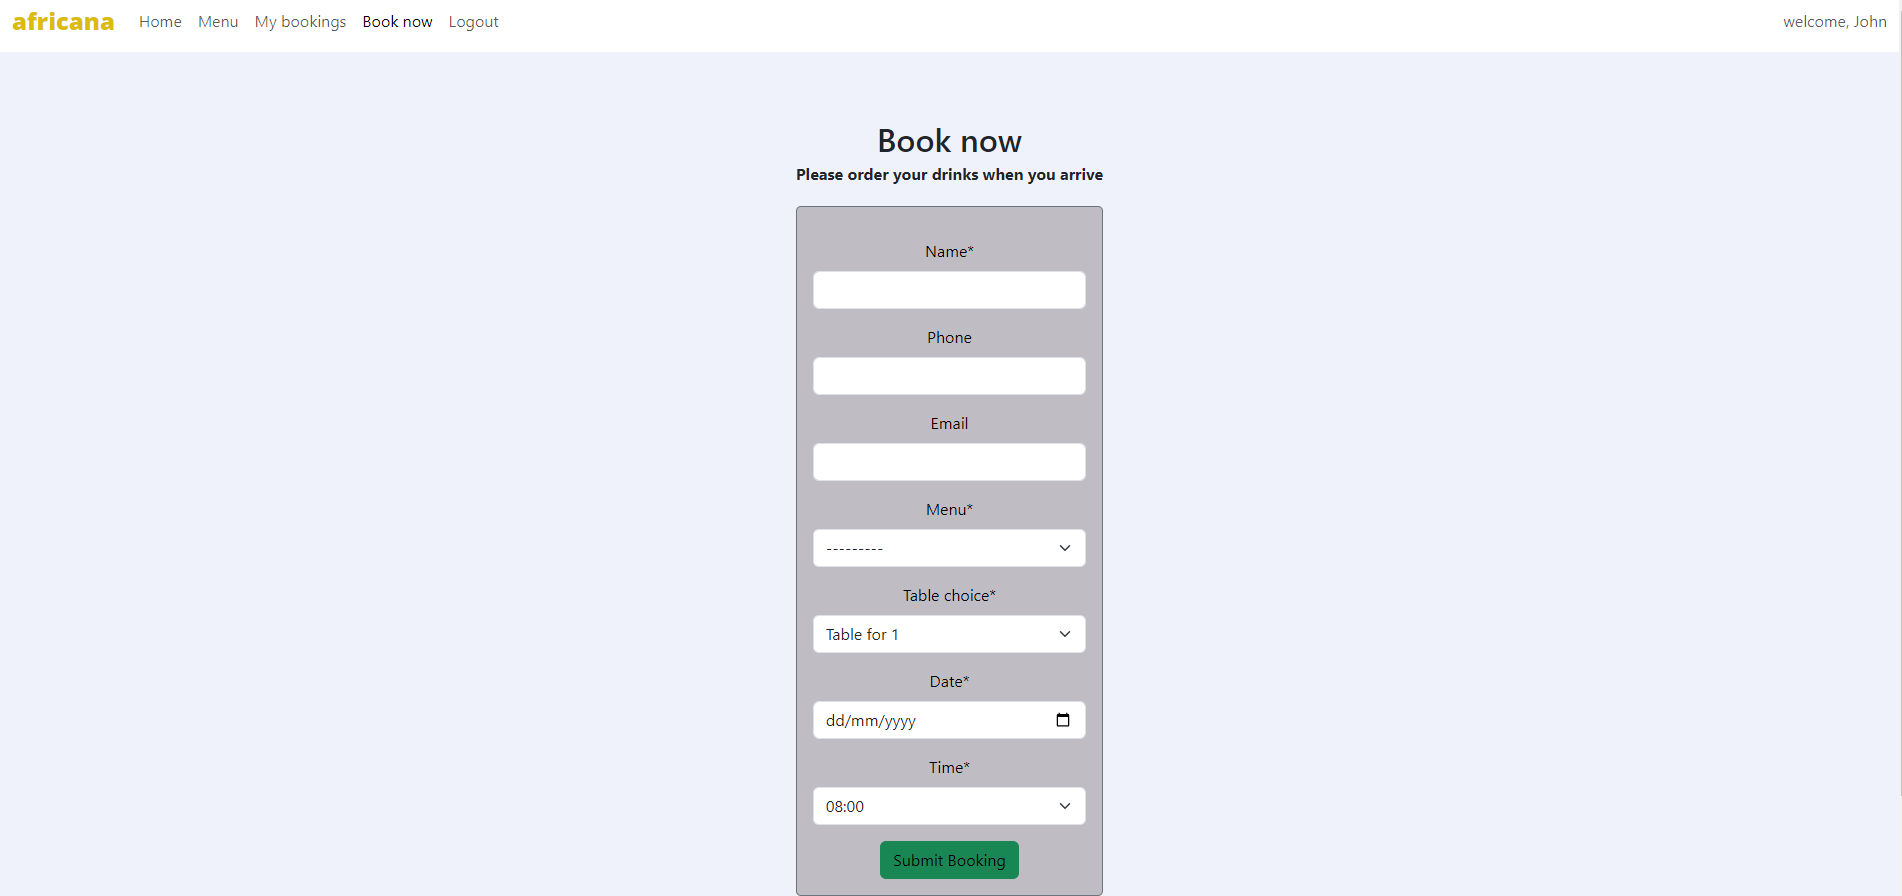 africana Home Menu My bookings Book now Logout welcome, John
Book now
Please order your drinks when you arrive
Name*
Phone
Email
Menu*
---------
Table choice*
Table for 1
Date*
dd/mm/yyyy
Time*
08:00
Submit Booking